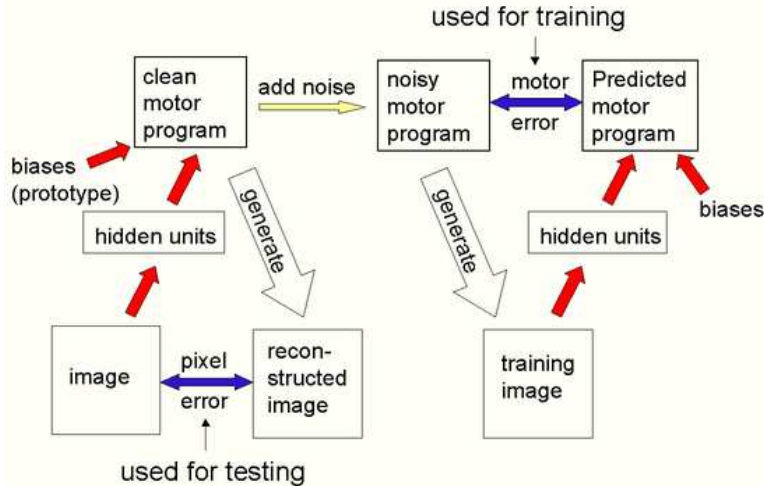 used for training
clean
motor
program
add noise
noisy
motor
program
motor
error
Predicted
motor
program
biases
(prototype)
generate
generate
biases
hidden units
hidden units
image
pixel
error
recon-
structed
image
training
image
used for testing